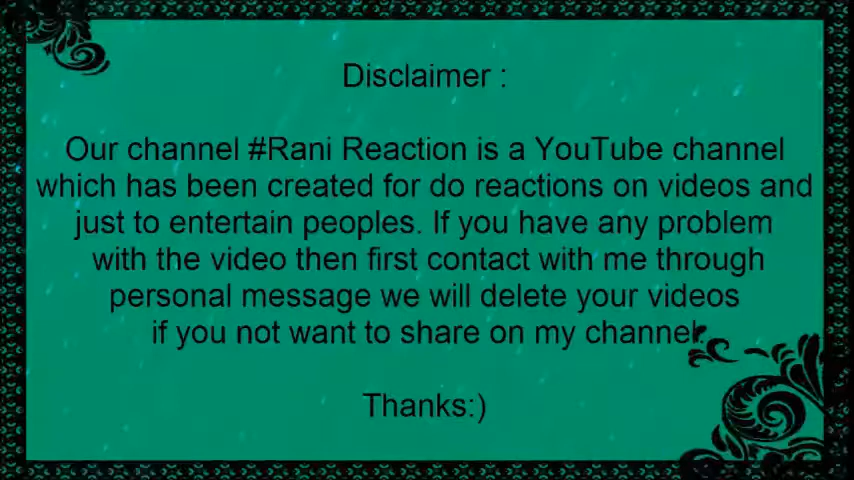 Disclaimer :
Our channel #Rani Reaction is a YouTube channel
which has been created for do reactions on videos and
just to entertain peoples. If you have any problem
with the video then first contact with me through
personal message we will delete your videos
if you not want to share on my channel.
Thanks:)